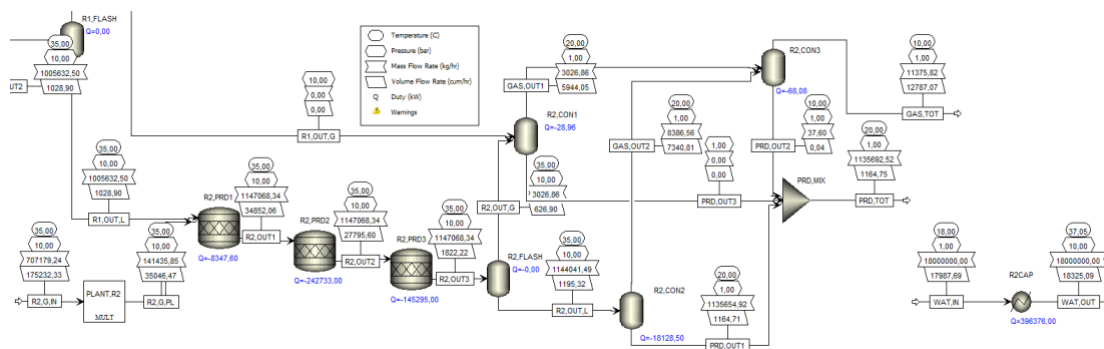 R1,FLASH
Q=0,00
35,00
10,00
1005632,50
1028,90
OUT2
Temperature (C)
Pressure (bar)
Mass Flow Rate (kg/hr)
Volume Flow Rate (cum/hr)
Q Duty (kW)
Warnings
10,00
0,00
0,00
R1,OUT,G
20,00
1,00
3026,86
5944,05
GAS,OUT1
R2,CON1
Q=-28,96
R2,CON3
Q=-68,08
10,00
1,00
11375,82
12787,07
GAS,TOT
20,00
1,00
8386,56
7340,81
GAS,OUT2
10,00
1,00
37,60
0,04
PRD,OUT2
20,00
1,00
1135692,52
1164,75
PRD,TOT
PRD,MIX
1,00
0,00
0,00
PRD,OUT3
35,00
10,00
3026,86
626,90
R2,OUT,G
35,00
10,00
1005632,50
1028,90
R1,OUT,L
35,00
10,00
707179,24
175232,33
R2,G,IN
PLANT,R2
MULT
35,00
10,00
141435,85
35046,47
R2,G,PL
R2,PRD1
Q=-8347,60
35,00
10,00
1147068,34
34852,06
R2,OUT1
R2,PRD2
Q=-242733,00
35,00
10,00
1147068,34
27795,60
R2,OUT2
R2,PRD3
Q=-145295,00
35,00
10,00
1147068,34
1822,22
R2,OUT3
R2,FLASH
Q=-0,00
35,00
10,00
1144041,49
1195,32
R2,OUT,L
R2,CON2
Q=-18128,50
20,00
1,00
1135654,92
1164,71
PRD,OUT1
18,00
1,00
18000000,00
17987,69
WAT,IN
R2CAP
Q=396376,00
37,05
10,00
18000000,00
18325,09
WAT,OUT